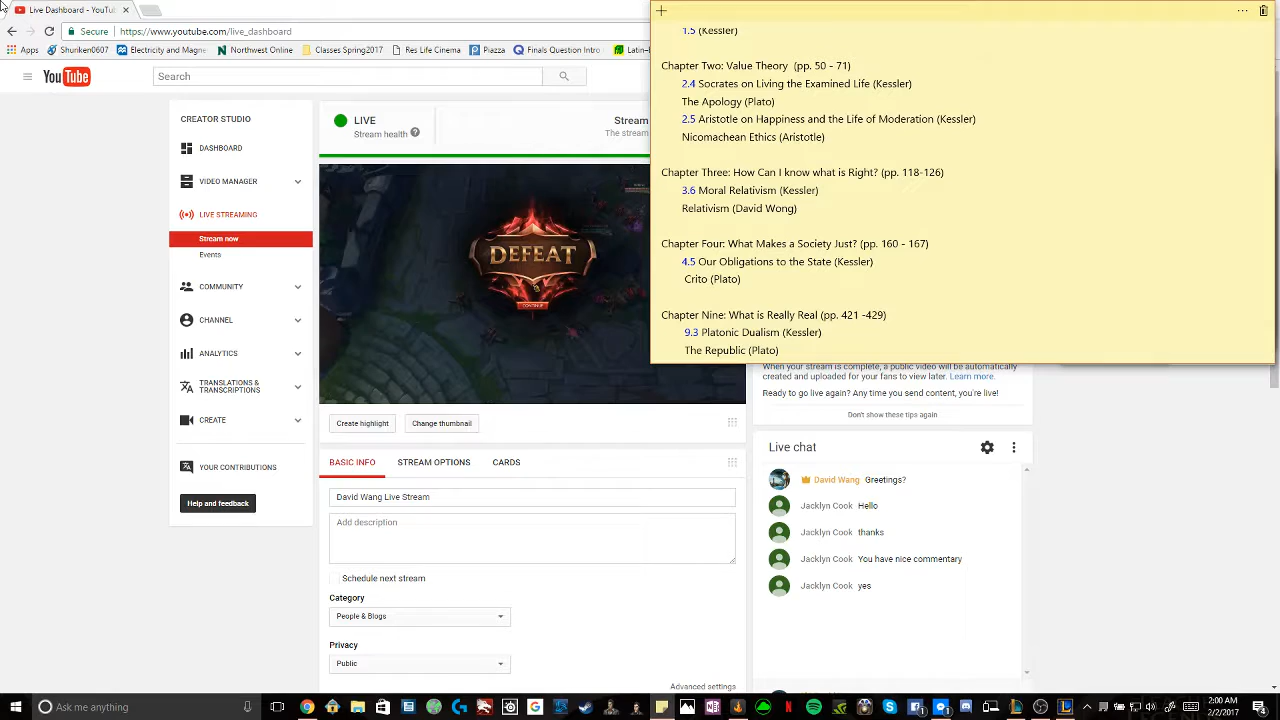 Live Dashboard - YouTu
https://www.youtube.com/live_dashboard
Apps
Shunken0607
Electricity and Magne
Northwest Online
Classes Spring2017
Res Life Cinema
Piazza
Finals Question Intro
Latin-
YouTube
Search
CREATOR STUDIO
DASHBOARD
VIDEO MANAGER
LIVE STREAMING
Stream now
Events
COMMUNITY
CHANNEL
ANALYTICS
TRANSLATIONS &
TRANSCRIPTIONS
CREATE
YOUR CONTRIBUTIONS
Help and feedback
LIVE
Stream health
Stream
The stream
DEFEAT
CONTINUE
Create highlight
Change thumbnail
BASIC INFO
STREAM OPTIONS
CARDS
David Wang Live Stream
Add description
Schedule next stream
Category
People & Blogs
Privacy
Public
Advanced settings
1.5 (Kessler)
Chapter Two: Value Theory (pp. 50 - 71)
2.4 Socrates on Living the Examined Life (Kessler)
The Apology (Plato)
2.5 Aristotle on Happiness and the Life of Moderation (Kessler)
Nicomachean Ethics (Aristotle)
Chapter Three: How Can I know what is Right? (pp. 118-126)
3.6 Moral Relativism (Kessler)
Relativism (David Wong)
Chapter Four: What Makes a Society Just? (pp. 160 - 167)
4.5 Our Obligations to the State (Kessler)
Crito (Plato)
Chapter Nine: What is Really Real (pp. 421 -429)
9.3 Platonic Dualism (Kessler)
The Republic (Plato)
When your stream is complete, a public video will be automatically
created and uploaded for your fans to view later. Learn more.
Ready to go live again? Any time you send content, you're live!
Don't show these tips again
Live chat
David Wang Greetings?
Jacklyn Cook Hello
Jacklyn Cook thanks
Jacklyn Cook You have nice commentary
Jacklyn Cook yes
Ask me anything
2:00 AM
2/2/2017